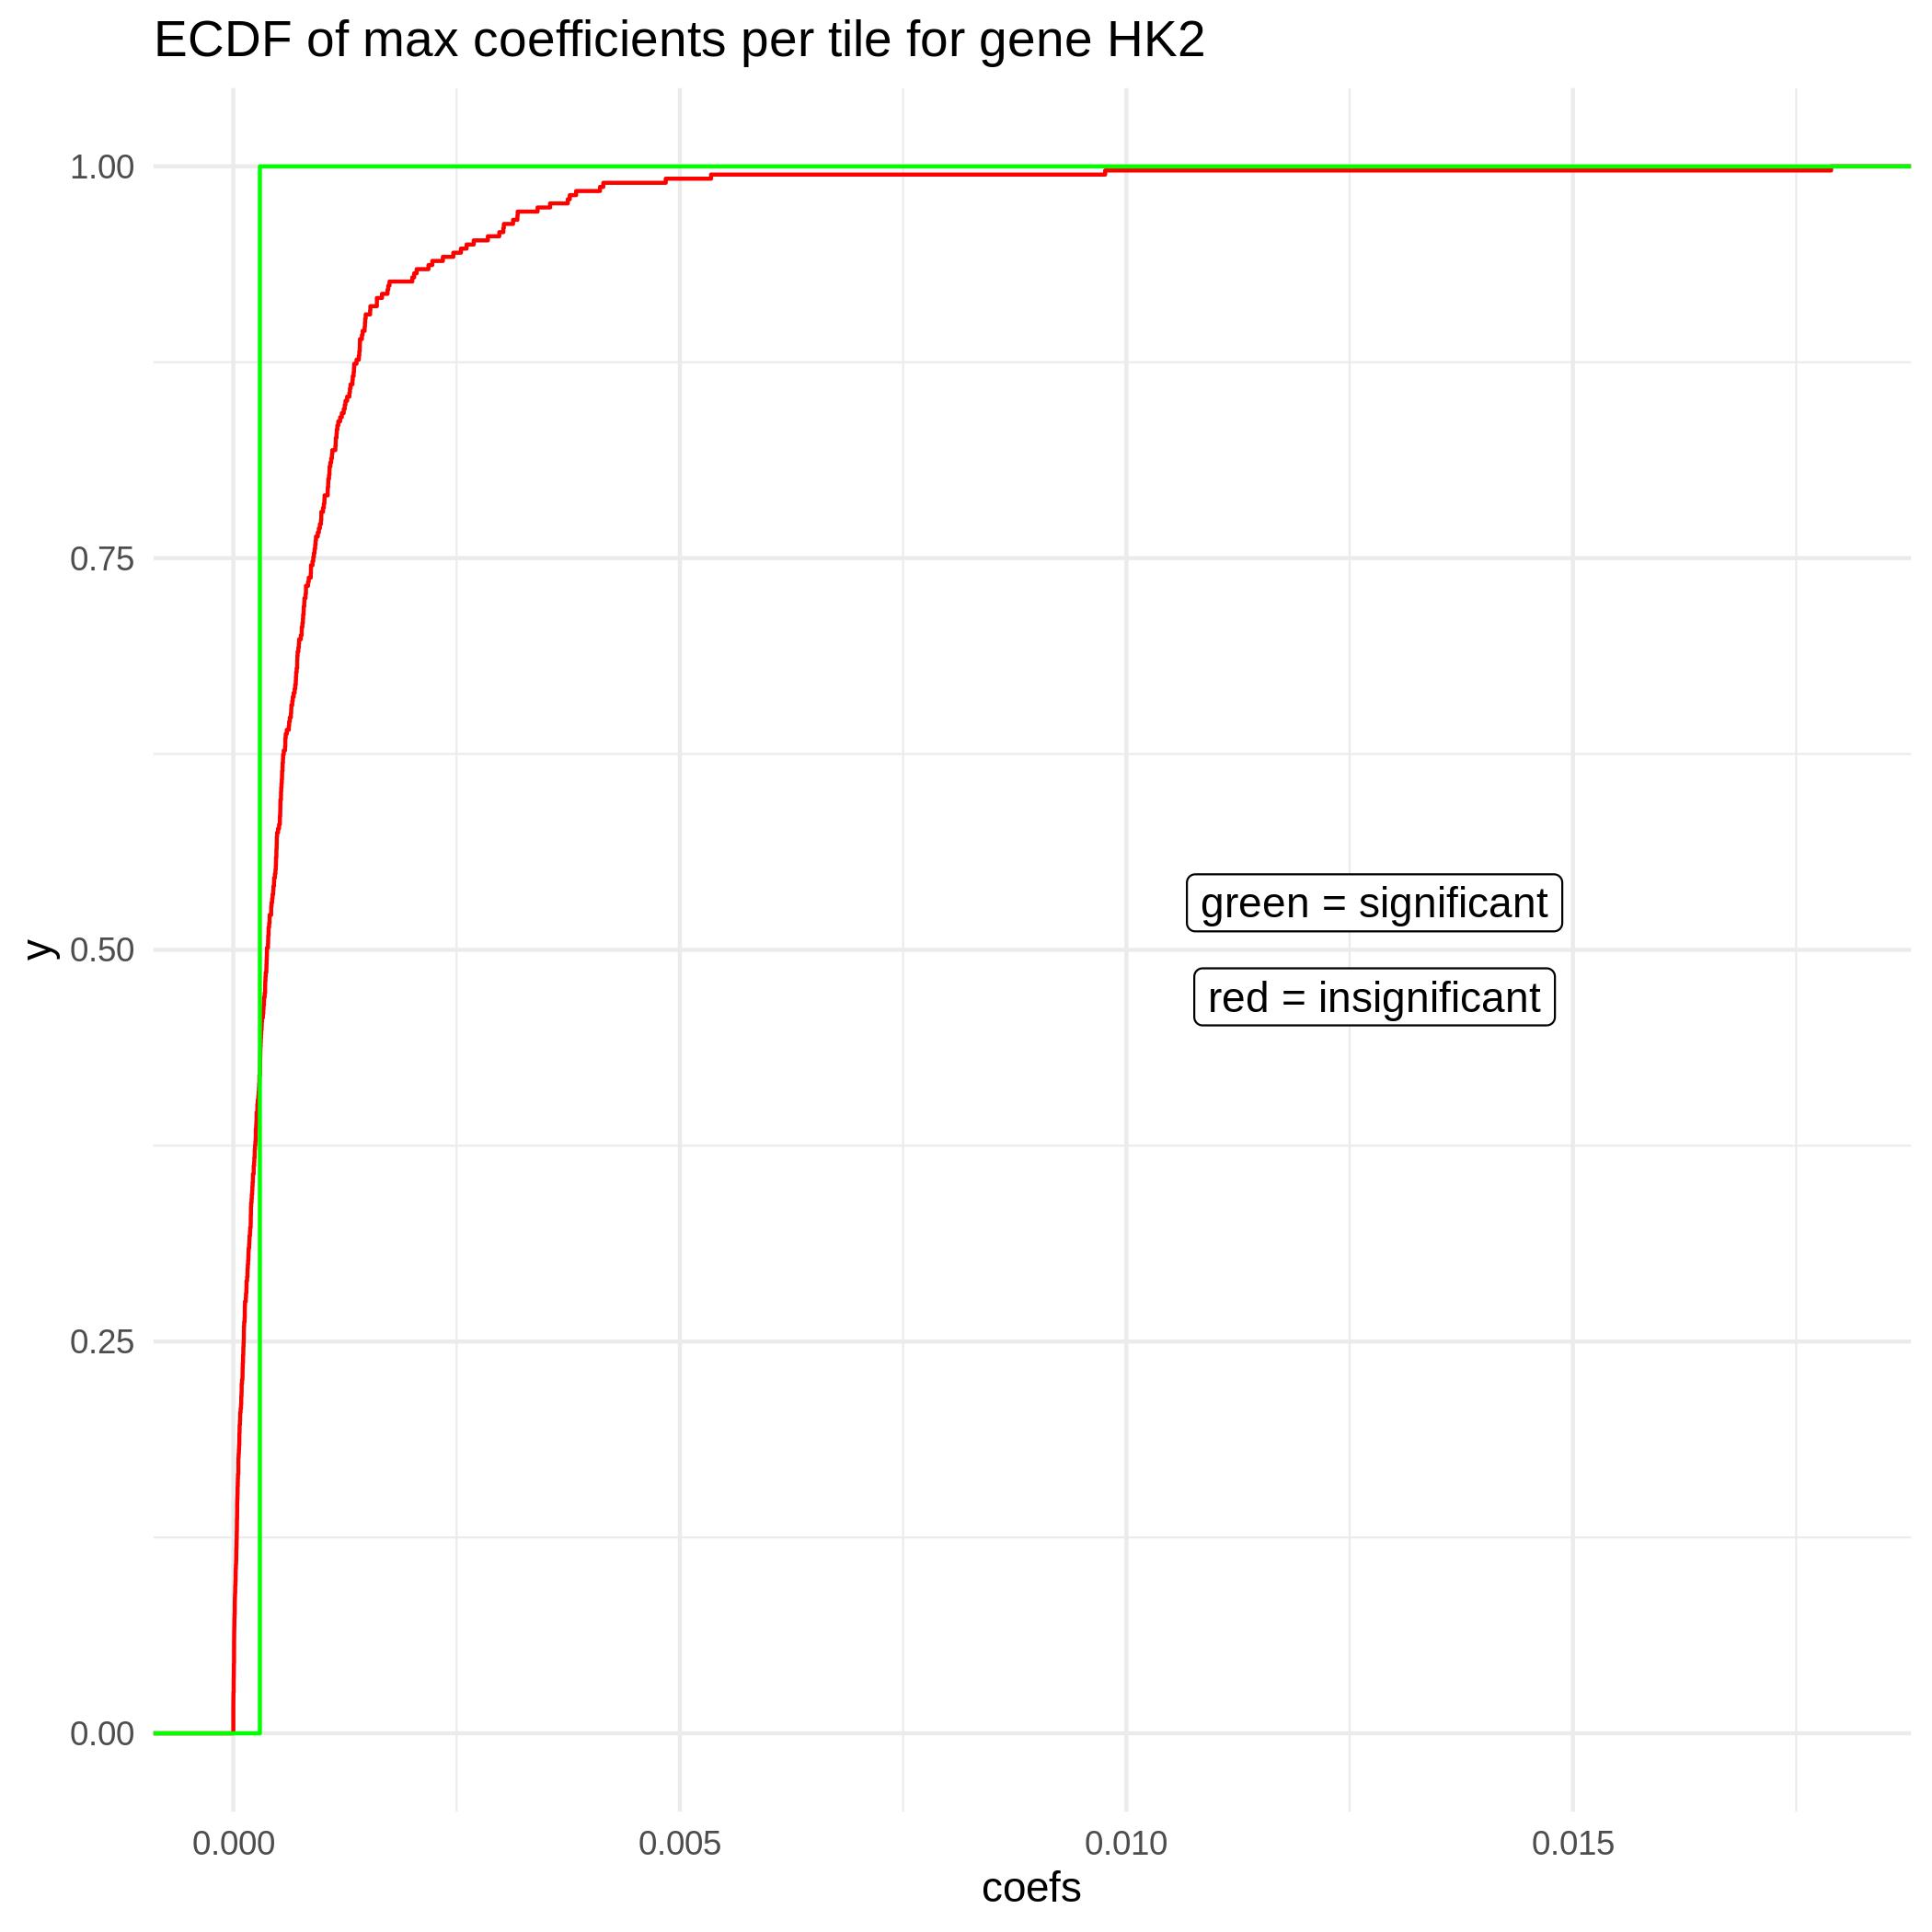 ECDF of max coefficients per tile for gene HK2
1.00
0.75
0.50
0.25
0.00
y
green = significant
red = insignificant
0.000 0.005 0.010 0.015
coefs